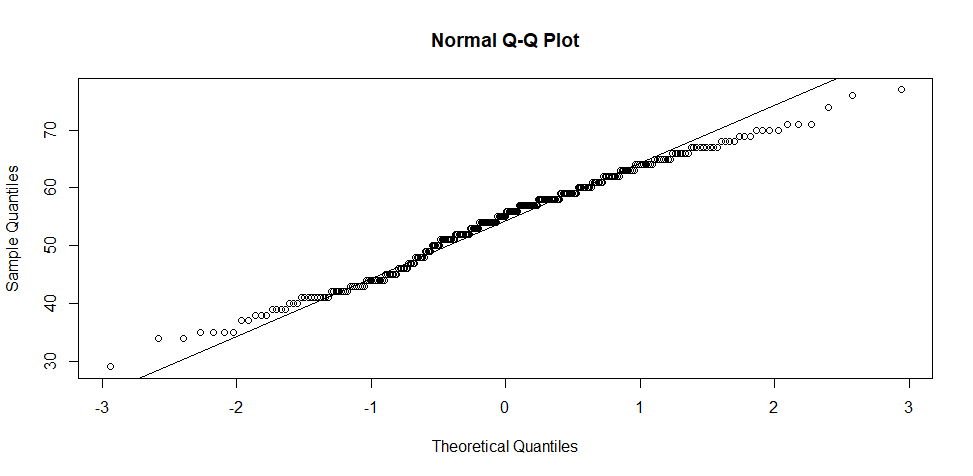 Normal Q-Q Plot
Sample Quantiles
70
60
50
40
30
-3 -2 -1 0 1 2 3
Theoretical Quantiles